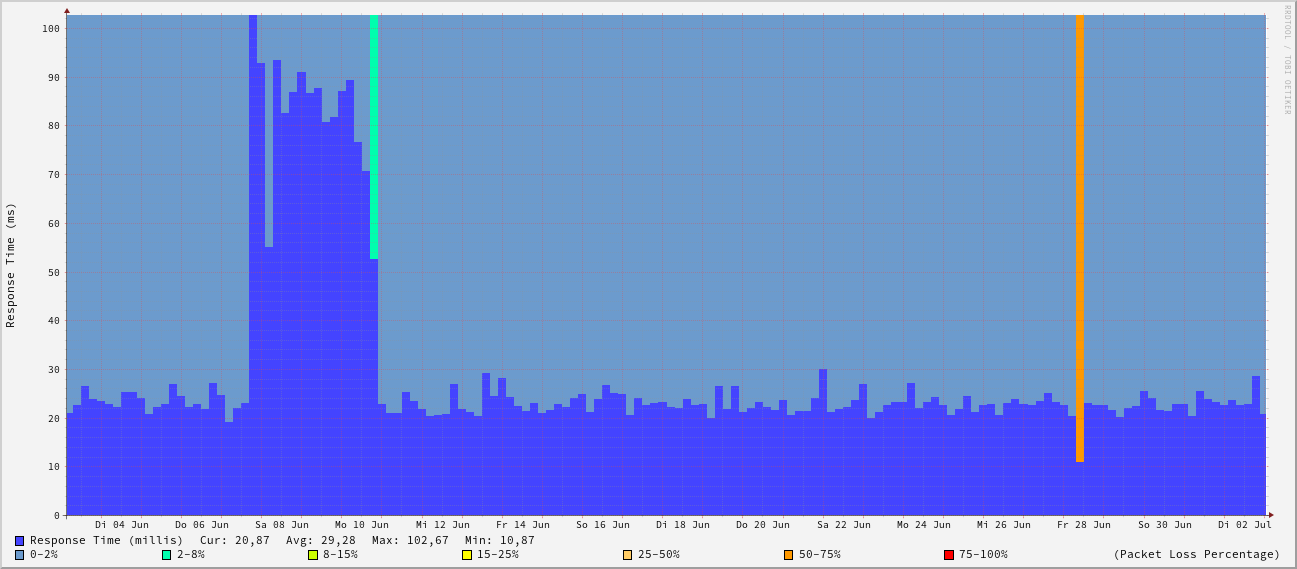 RRDTOOL / TOBI OETIKER
Response Time (ms)
100
90
80
70
60
50
40
30
20
10
0
Di 04 Jun Do 06 Jun Sa 08 Jun Mo 10 Jun Mi 12 Jun Fr 14 Jun So 16 Jun Di 18 Jun Do 20 Jun Sa 22 Jun Mo 24 Jun Mi 26 Jun Fr 28 Jun So 30 Jun Di 02 Jul
Response Time (millis) Cur: 20,87 Avg: 29,28 Max: 102,67 Min: 10,87
0-2% 2-8% 8-15% 15-25% 25-50% 50-75% 75-100% (Packet Loss Percentage)